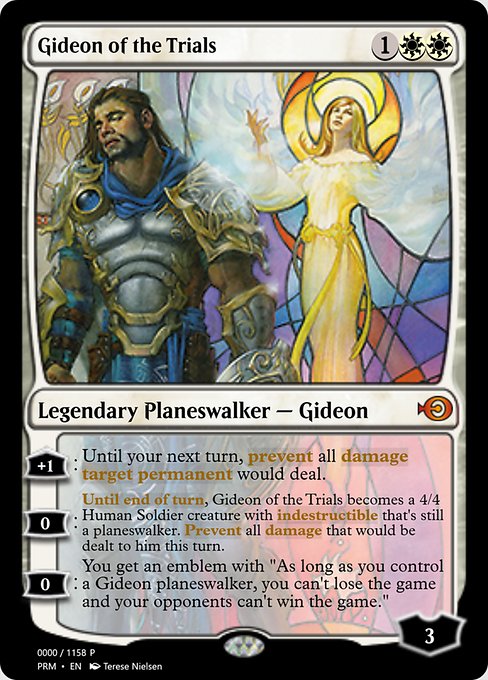 Gideon of the Trials
1
Legendary Planeswalker — Gideon
+1
: Until your next turn, prevent all damage
target permanent would deal.
0
Until end of turn, Gideon of the Trials becomes a 4/4
: Human Soldier creature with indestructible that's still
a planeswalker. Prevent all damage that would be
dealt to him this turn.
0
You get an emblem with "As long as you control
: a Gideon planeswalker, you can't lose the game
and your opponents can't win the game."
3
0000 / 1158 P
PRM • EN Terese Nielsen